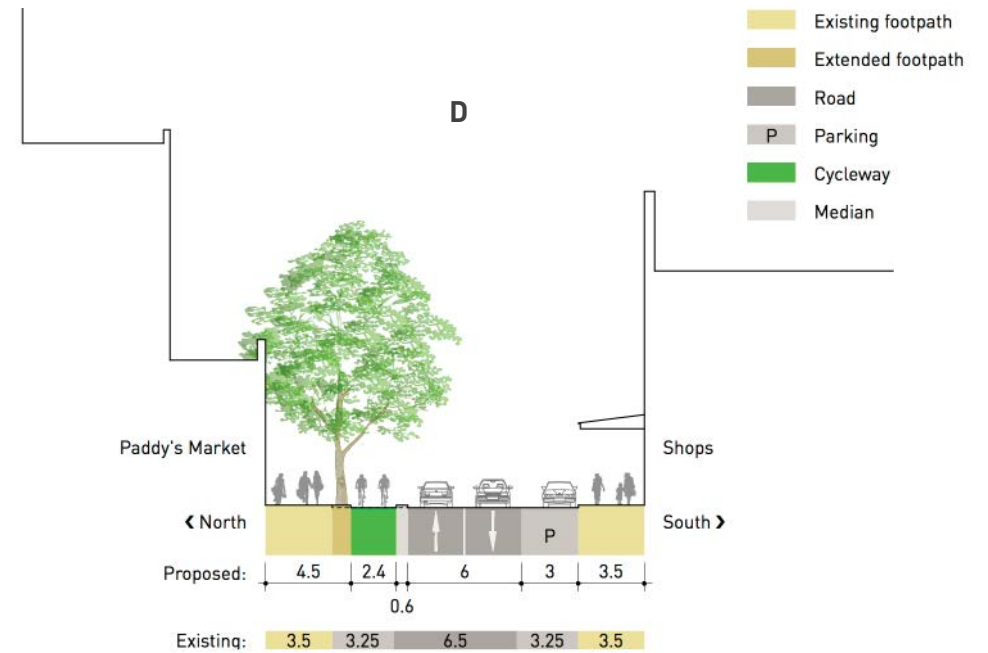 Existing footpath
Extended footpath
D
Road
P Parking
Cycleway
Median
Paddy's Market
Shops
‹ North
South ›
P
Proposed: 4.5 2.4 6 3 3.5
0.6
Existing: 3.5 3.25 6.5 3.25 3.5